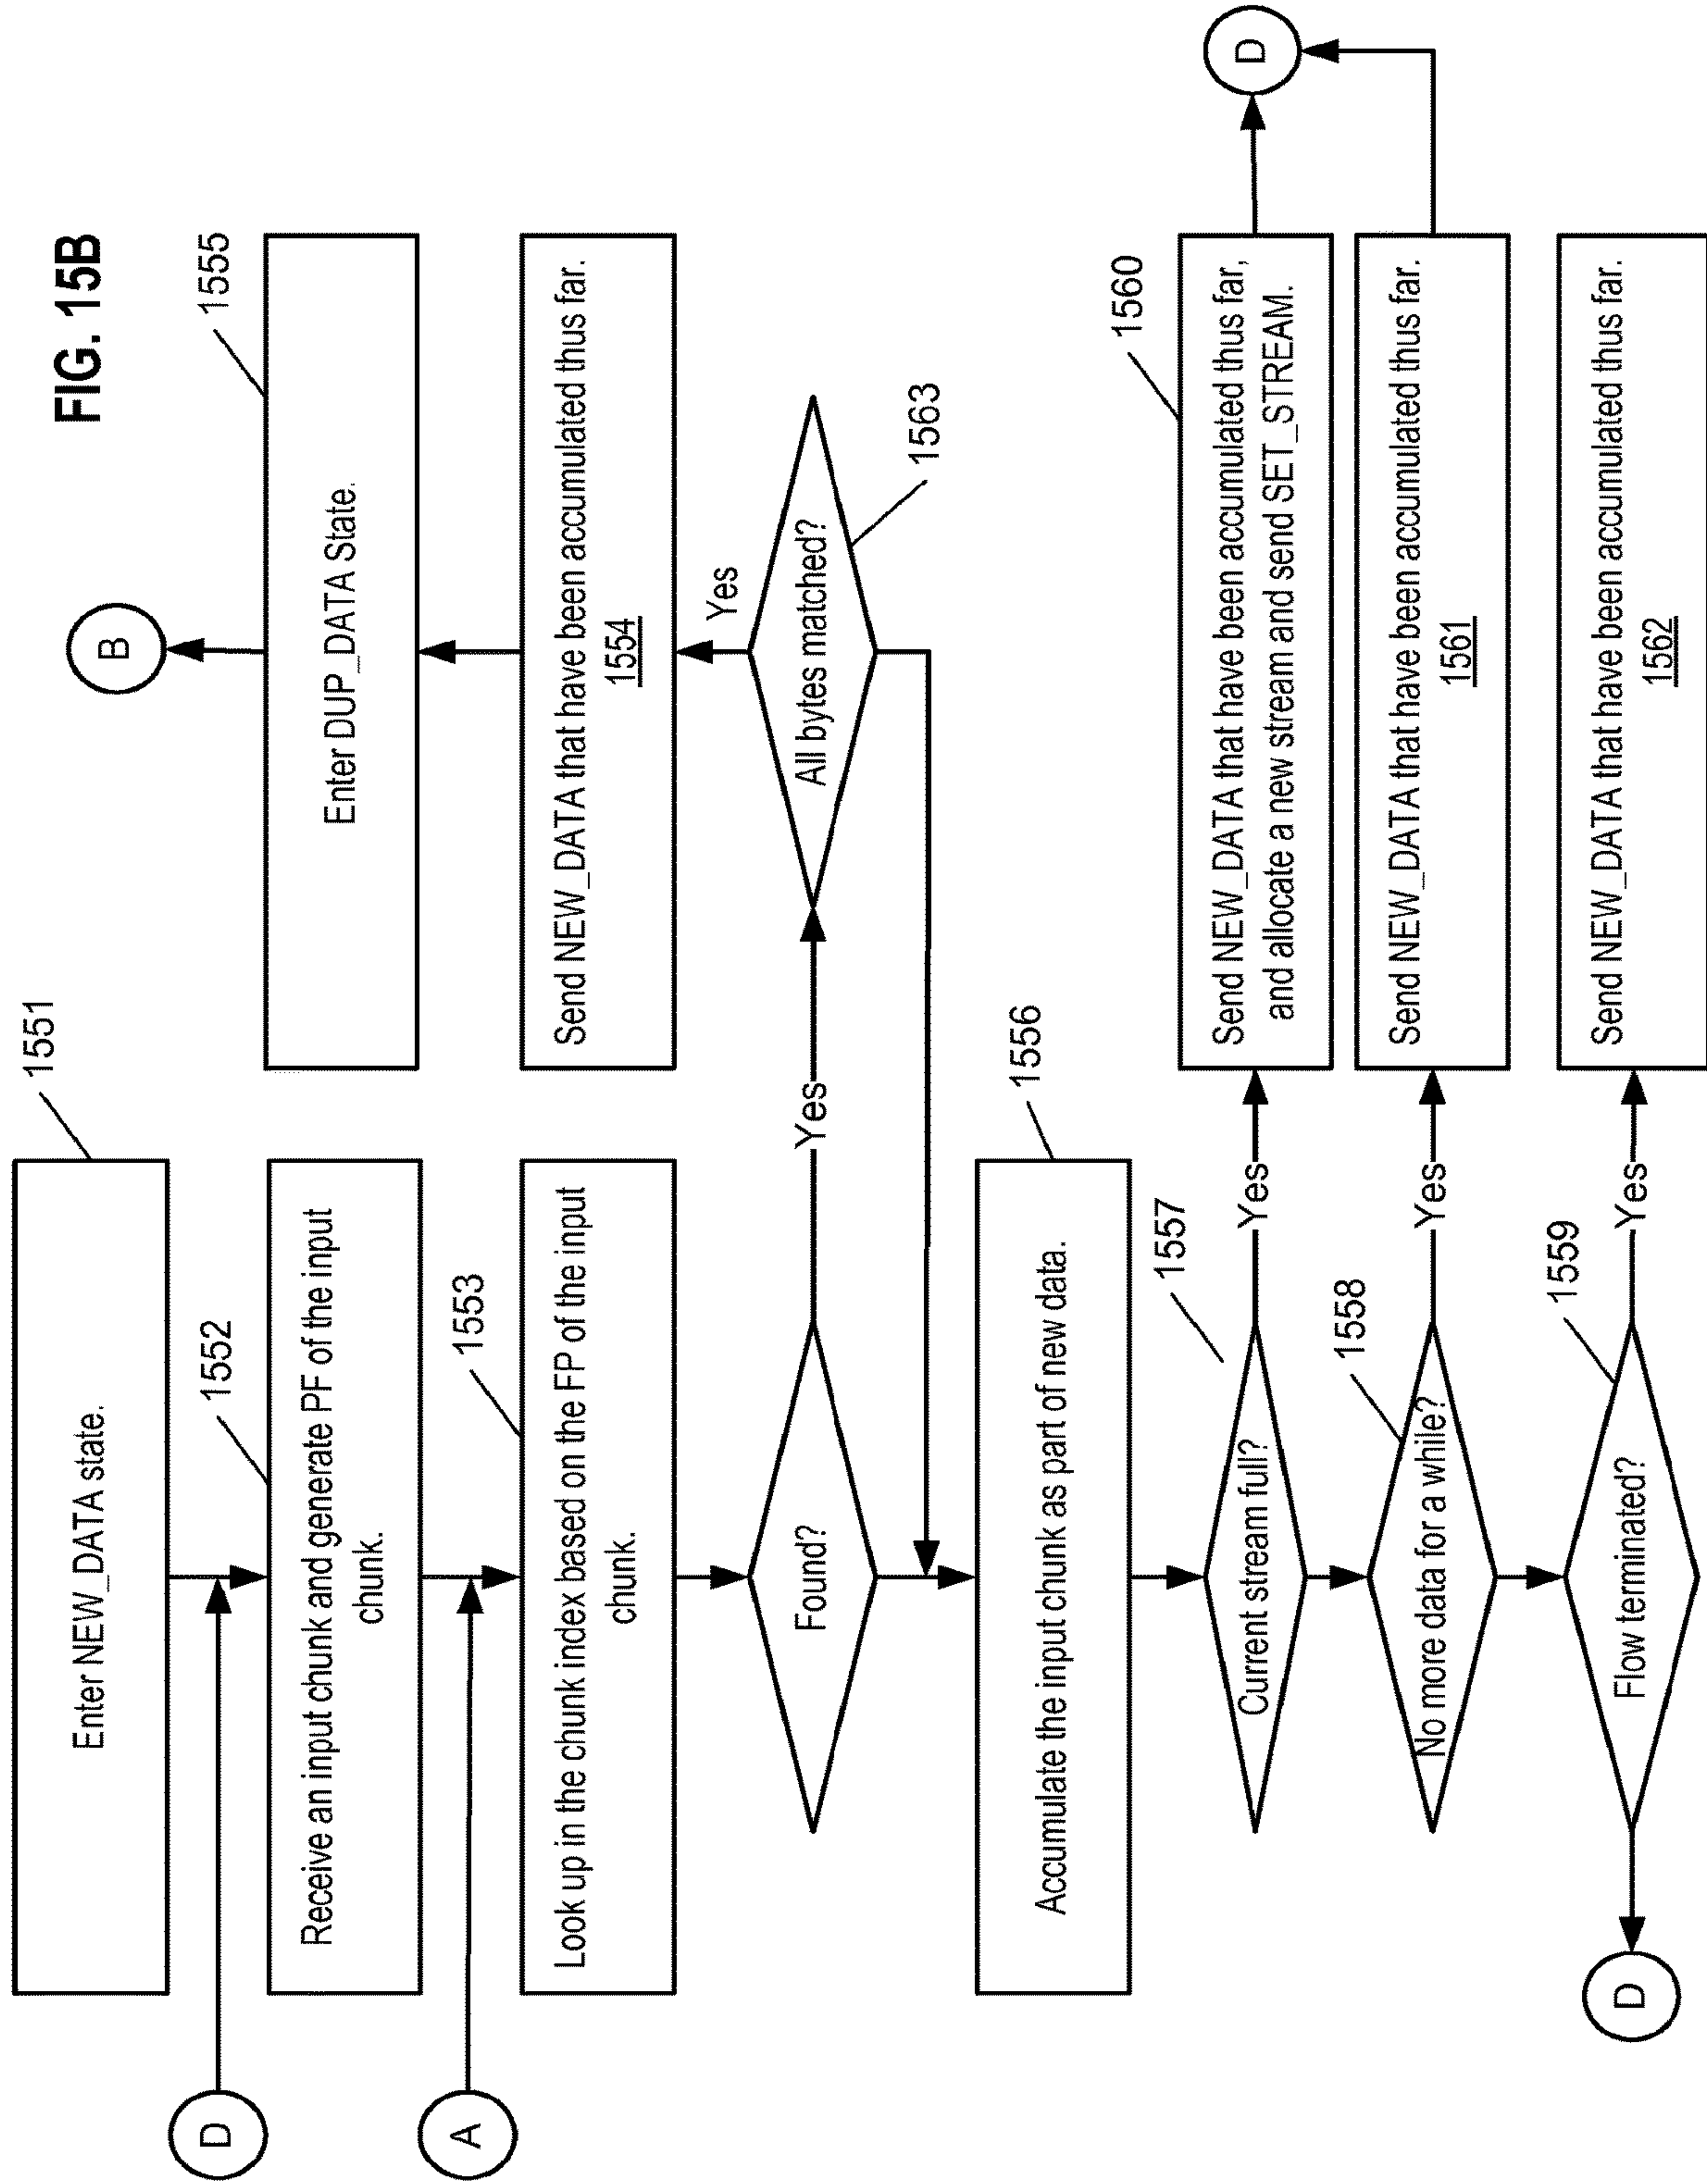 FIG. 15B
1551
Enter NEW_DATA state.
D
1552
Receive an input chunk and generate PF of the input
chunk.
A
1553
Look up in the chunk index based on the FP of the input
chunk.
Found?
Yes
All bytes matched?
1563
Yes
Send NEW_DATA that have been accumulated thus far.
1554
1555
Enter DUP_DATA State.
B
1556
Accumulate the input chunk as part of new data.
1557
Current stream full?
Yes
1560
Send NEW_DATA that have been accumulated thus far,
and allocate a new stream and send SET_STREAM.
D
1558
No more data for a while?
Yes
Send NEW_DATA that have been accumulated thus far.
1561
1559
Flow terminated?
Yes
Send NEW_DATA that have been accumulated thus far.
1562
D